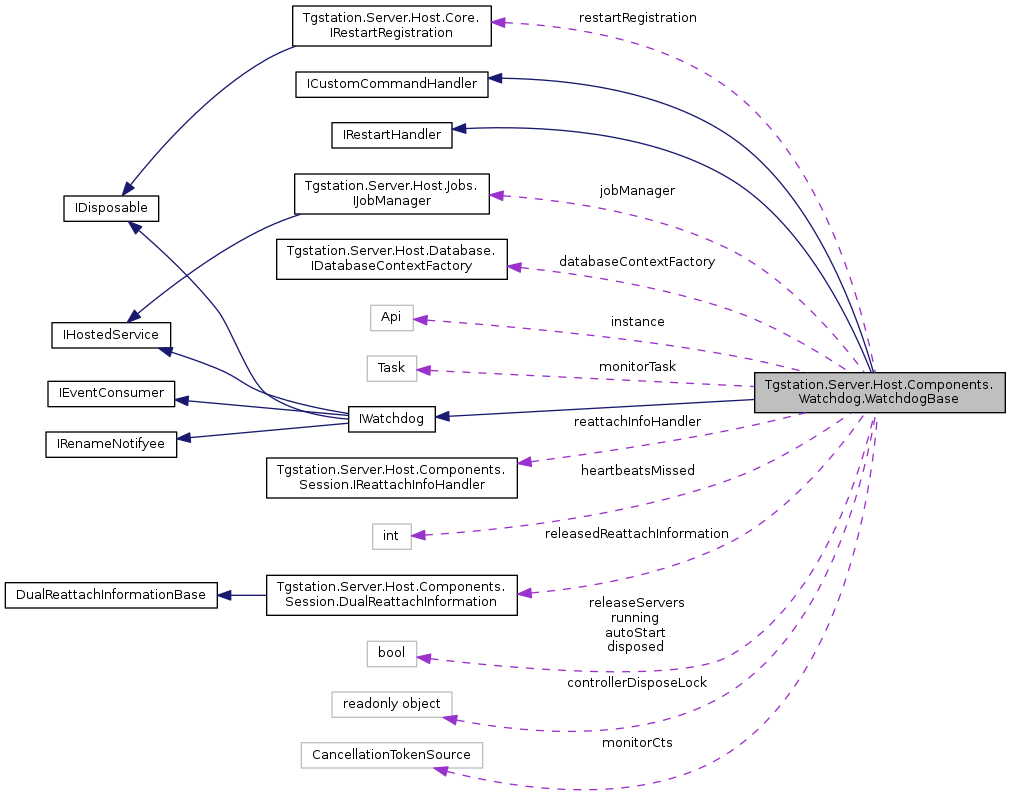 Tgstation.Server.Host.Core.
IRestartRegistration
restartRegistration
ICustomCommandHandler
IRestartHandler
Tgstation.Server.Host.Jobs.
IJobManager
jobManager
IDisposable
Tgstation.Server.Host.Database.
IDatabaseContextFactory
databaseContextFactory
Api
instance
IHostedService
Task
monitorTask
Tgstation.Server.Host.Components.
Watchdog.WatchdogBase
IEventConsumer
IWatchdog
reattachInfoHandler
IRenameNotifyee
Tgstation.Server.Host.Components.
Session.IReattachInfoHandler
heartbeatsMissed
int
releasedReattachInformation
DualReattachInformationBase
Tgstation.Server.Host.Components.
Session.DualReattachInformation
releaseServers
running
autoStart
disposed
bool
controllerDisposeLock
readonly object
monitorCts
CancellationTokenSource